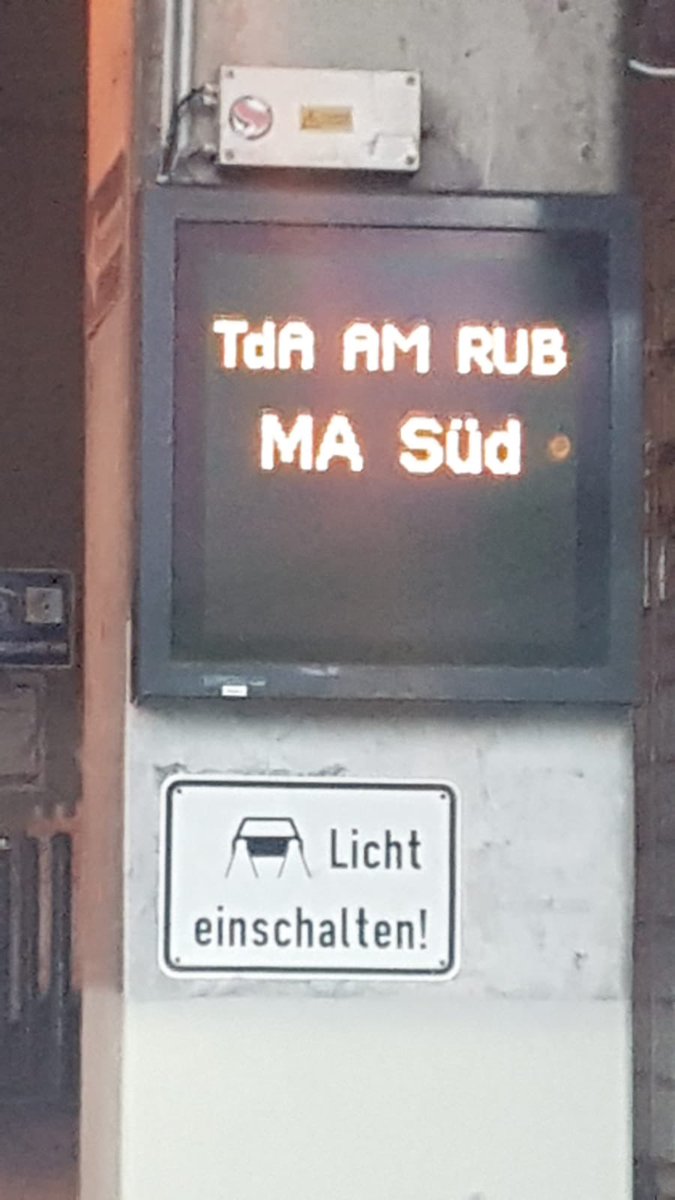 TdA AM RUB
MA Süd
Licht
einschalten!